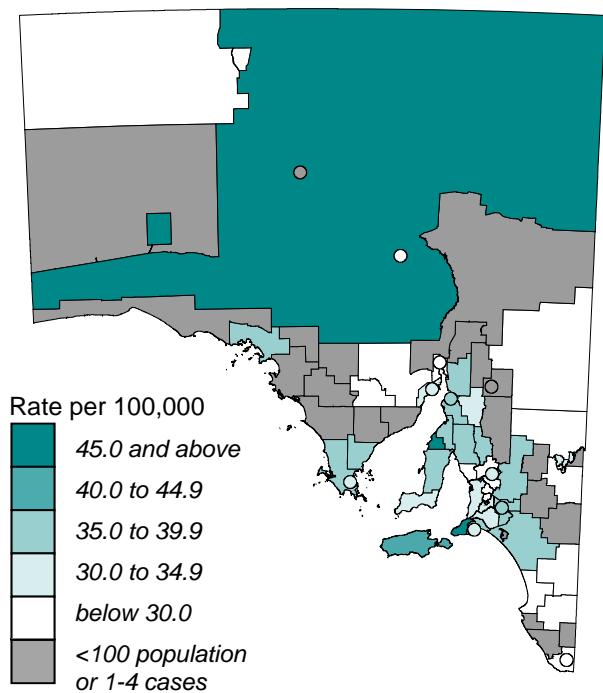 Rate per 100,000
45.0 and above
40.0 to 44.9
35.0 to 39.9
30.0 to 34.9
below 30.0
<100 population
or 1-4 cases